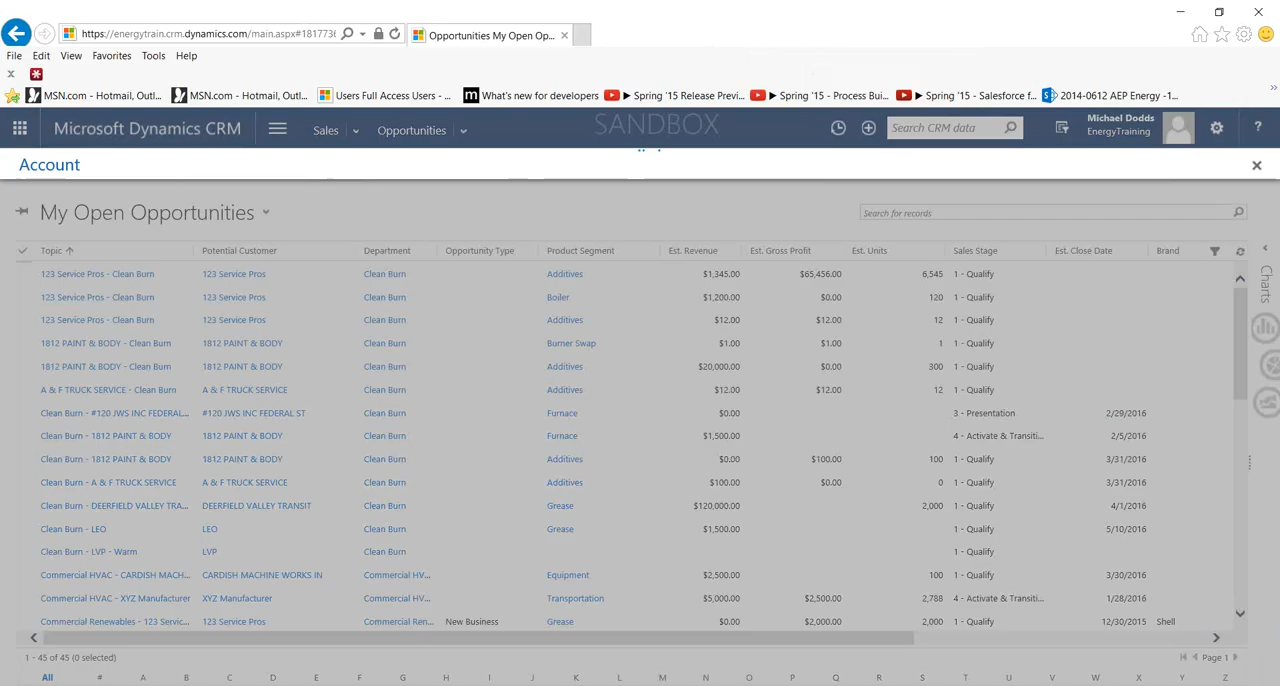 https://energytrain.crm.dynamics.com/main.aspx#181773
Opportunities My Open Op...
File Edit View Favorites Tools Help
x
MSN.com - Hotmail, Outl... MSN.com - Hotmail, Outl... Users Full Access Users - ... m What's new for developers ▶ Spring '15 Release Previ... ▶ Spring '15 - Process Bui... ▶ Spring '15 - Salesforce f... 2014-0612 AEP Energy -1... »
Microsoft Dynamics CRM Sales Opportunities SANDBOX Search CRM data Michael Dodds ?
EnergyTraining
Account
My Open Opportunities Search for records
Topic Potential Customer Department Opportunity Type Product Segment Est. Revenue Est. Gross Profit Est. Units Sales Stage Est. Close Date Brand
Charts
123 Service Pros - Clean Burn 123 Service Pros Clean Burn Additives $1,345.00 $65,456.00 6,545 1 - Qualify
123 Service Pros - Clean Burn 123 Service Pros Clean Burn Boiler $1,200.00 $0.00 120 1 - Qualify
123 Service Pros - Clean Burn 123 Service Pros Clean Burn Additives $12.00 $12.00 12 1 - Qualify
1812 PAINT & BODY - Clean Burn 1812 PAINT & BODY Clean Burn Burner Swap $1.00 $1.00 1 1 - Qualify
1812 PAINT & BODY - Clean Burn 1812 PAINT & BODY Clean Burn Additives $20,000.00 $0.00 300 1 - Qualify
A & F TRUCK SERVICE - Clean Burn A & F TRUCK SERVICE Clean Burn Additives $12.00 $12.00 12 1 - Qualify
Clean Burn - #120 JWS INC FEDERAL... #120 JWS INC FEDERAL ST Clean Burn Furnace $0.00 3 - Presentation 2/29/2016
Clean Burn - 1812 PAINT & BODY 1812 PAINT & BODY Clean Burn Furnace $1,500.00 4 - Activate & Transiti... 2/5/2016
Clean Burn - 1812 PAINT & BODY 1812 PAINT & BODY Clean Burn Additives $0.00 $100.00 100 1 - Qualify 3/31/2016
Clean Burn - A & F TRUCK SERVICE A & F TRUCK SERVICE Clean Burn Additives $100.00 $0.00 0 1 - Qualify 3/31/2016
Clean Burn - DEERFIELD VALLEY TRA... DEERFIELD VALLEY TRANSIT Clean Burn Grease $120,000.00 2,000 1 - Qualify 4/1/2016
Clean Burn - LEO LEO Clean Burn Grease $1,500.00 1 - Qualify 5/10/2016
Clean Burn - LVP - Warm LVP Clean Burn 1 - Qualify
Commercial HVAC - CARDISH MACH... CARDISH MACHINE WORKS IN Commercial HV... Equipment $2,500.00 100 1 - Qualify 3/30/2016
Commercial HVAC - XYZ Manufacturer XYZ Manufacturer Commercial HV... Transportation $5,000.00 $2,500.00 2,788 4 - Activate & Transiti... 1/28/2016
Commercial Renewables - 123 Servic... 123 Service Pros Commercial Ren... New Business Grease $0.00 $2,000.00 2,000 1 - Qualify 12/30/2015 Shell
1 - 45 of 45 (0 selected) Page 1
All # A B C D E F G H I J K L M N O P Q R S T U V W X Y Z